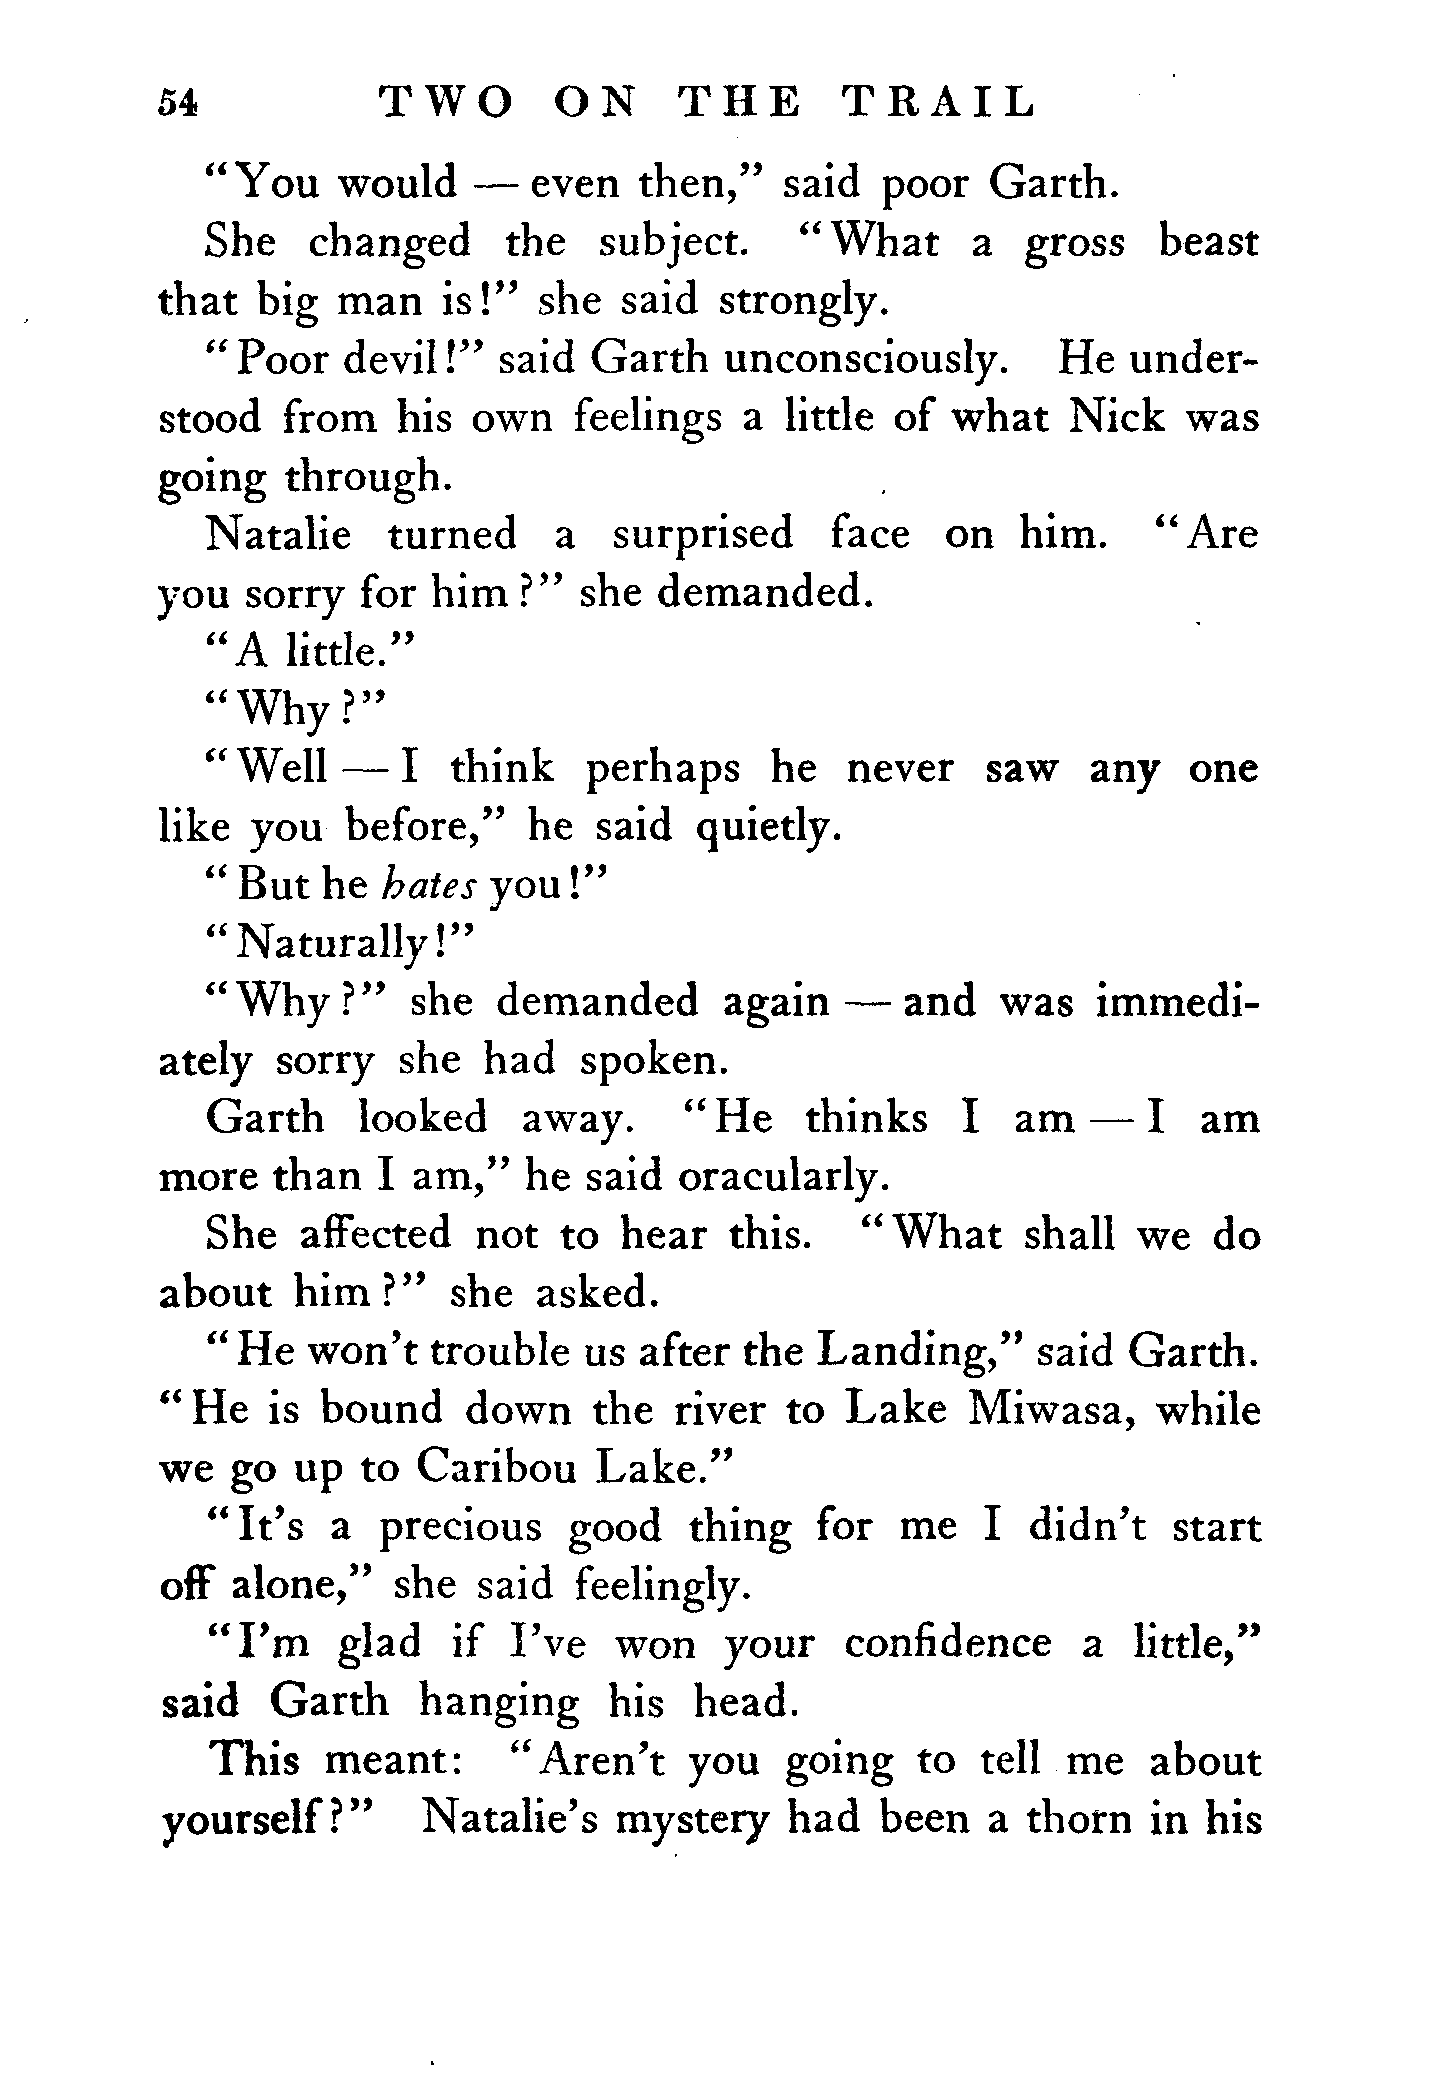 54 TWO ON THE TRAIL
“You would — even then,” said poor Garth.
She changed the subject. “What a gross beast
that big man is!” she said strongly.
“Poor devil!” said Garth unconsciously. He under-
stood from his own feelings a little of what Nick was
going through.
Natalie turned a surprised face on him. “Are
you sorry for him?” she demanded.
“A little.”
“Why?”
“Well — I think perhaps he never saw any one
like you before,” he said quietly.
“But he hates you!”
“Naturally!”
“Why?” she demanded again — and was immedi-
ately sorry she had spoken.
Garth looked away. “He thinks I am — I am
more than I am,” he said oracularly.
She affected not to hear this. “What shall we do
about him?” she asked.
“He won’t trouble us after the Landing,” said Garth.
“He is bound down the river to Lake Miwasa, while
we go up to Caribou Lake.”
“It’s a precious good thing for me I didn’t start
off alone,” she said feelingly.
“I’m glad if I’ve won your confidence a little,”
said Garth hanging his head.
This meant: “Aren’t you going to tell me about
yourself?” Natalie’s mystery had been a thorn in his